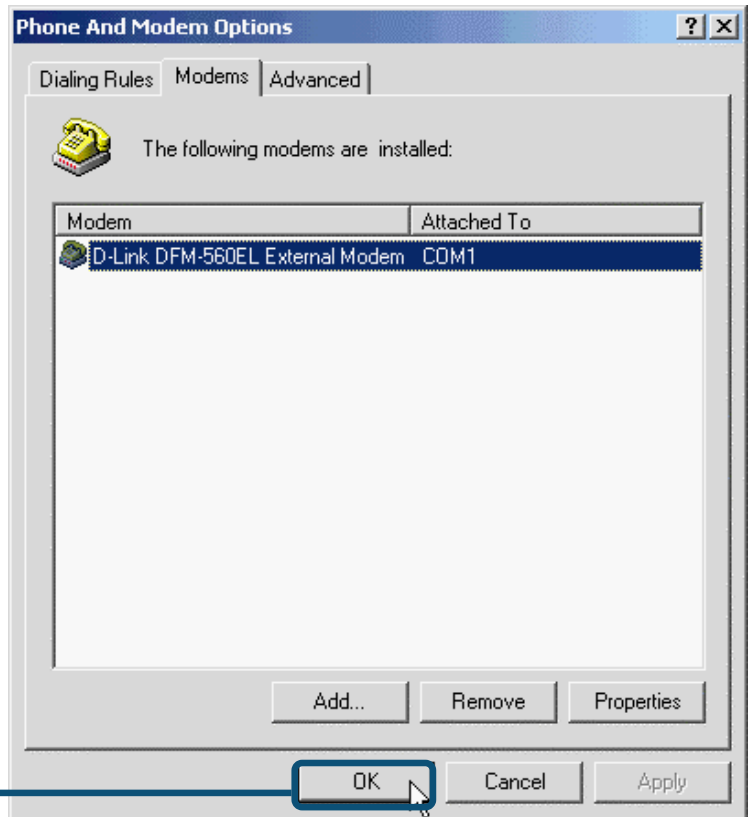 Phone And Modem Options
Dialing Rules Modems Advanced
The following modems are installed:
Modem Attached To
D-Link DFM-560EL External Modem COM1
Add... Remove Properties
OK Cancel Apply